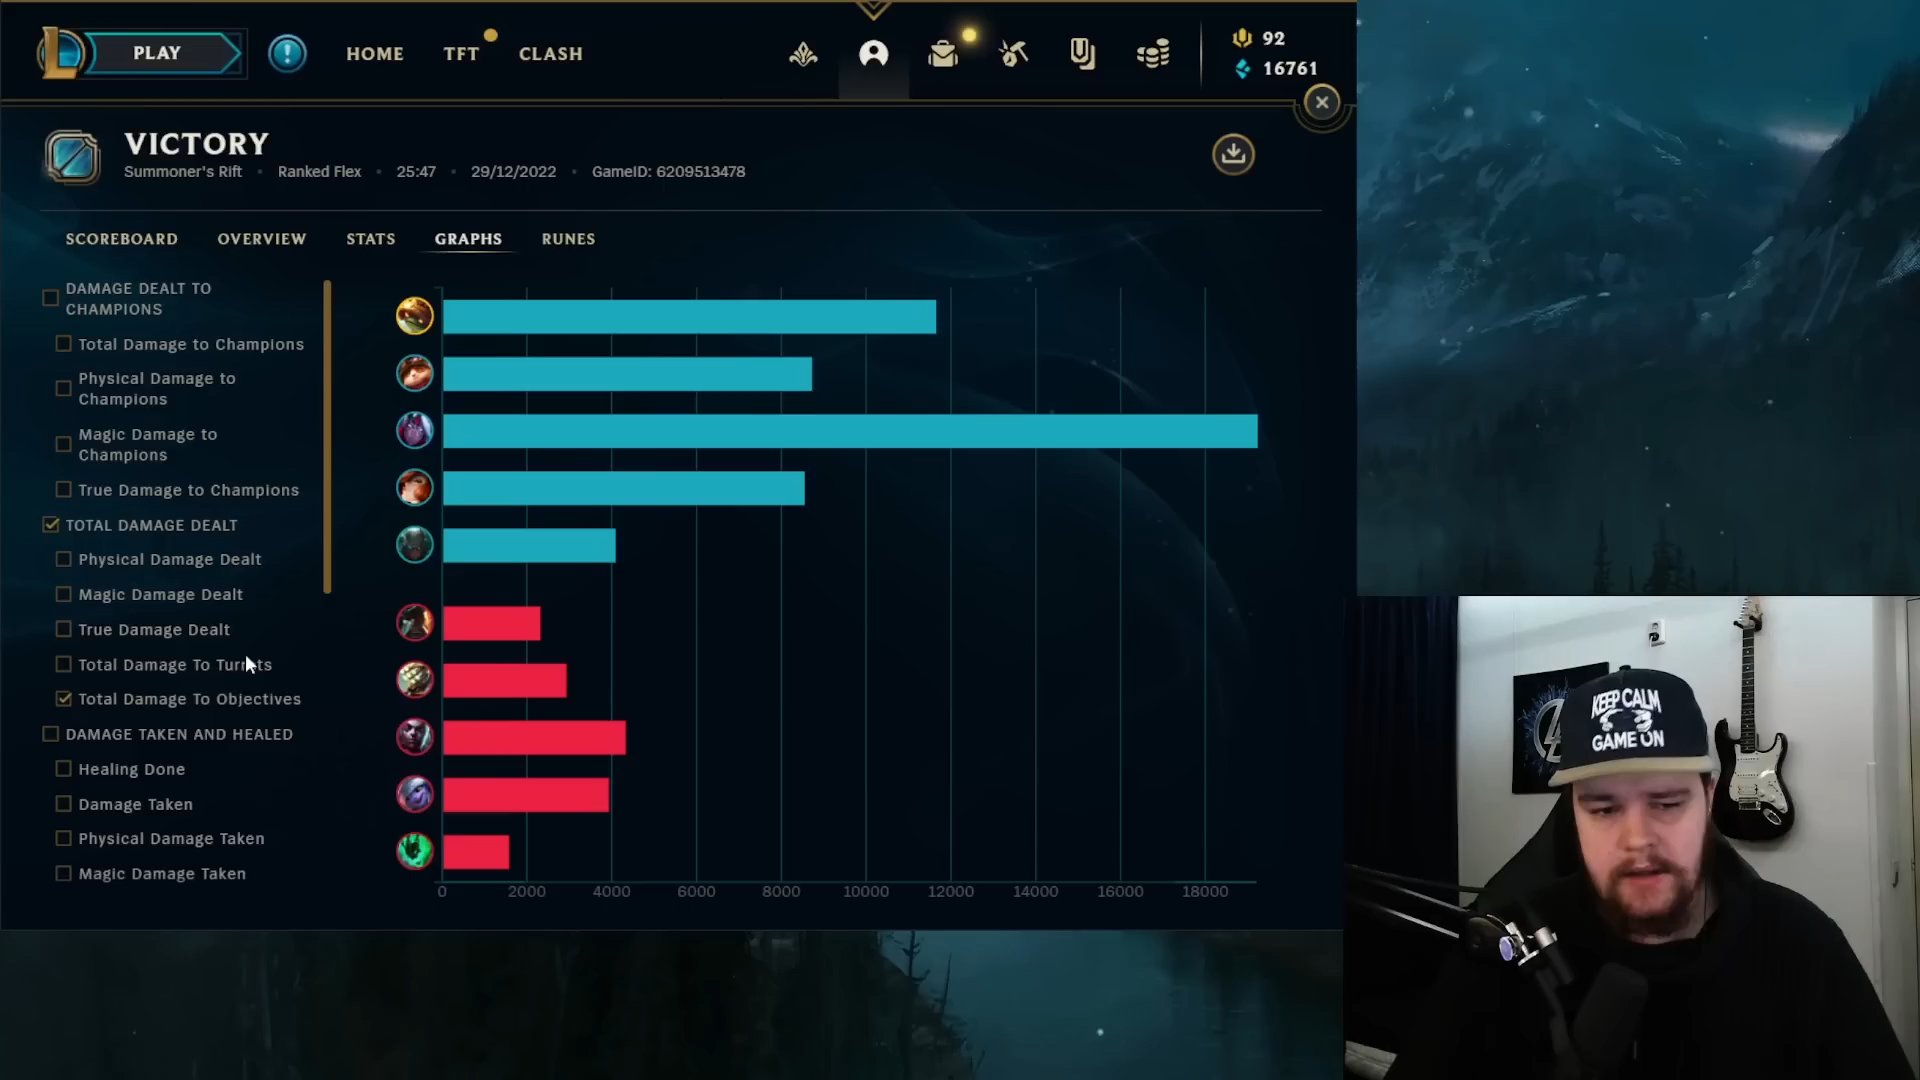 PLAY
HOME
TFT
CLASH
92
16761
VICTORY
Summoner's Rift • Ranked Flex • 25:47 • 29/12/2022 • GameID: 6209513478
SCOREBOARD
OVERVIEW
STATS
GRAPHS
RUNES
DAMAGE DEALT TO
CHAMPIONS
Total Damage to Champions
Physical Damage to
Champions
Magic Damage to
Champions
True Damage to Champions
TOTAL DAMAGE DEALT
Physical Damage Dealt
Magic Damage Dealt
True Damage Dealt
Total Damage To Turrets
Total Damage To Objectives
DAMAGE TAKEN AND HEALED
Healing Done
Damage Taken
Physical Damage Taken
Magic Damage Taken
0 2000 4000 6000 8000 10000 12000 14000 16000 18000
KEEP CALM
GAME ON